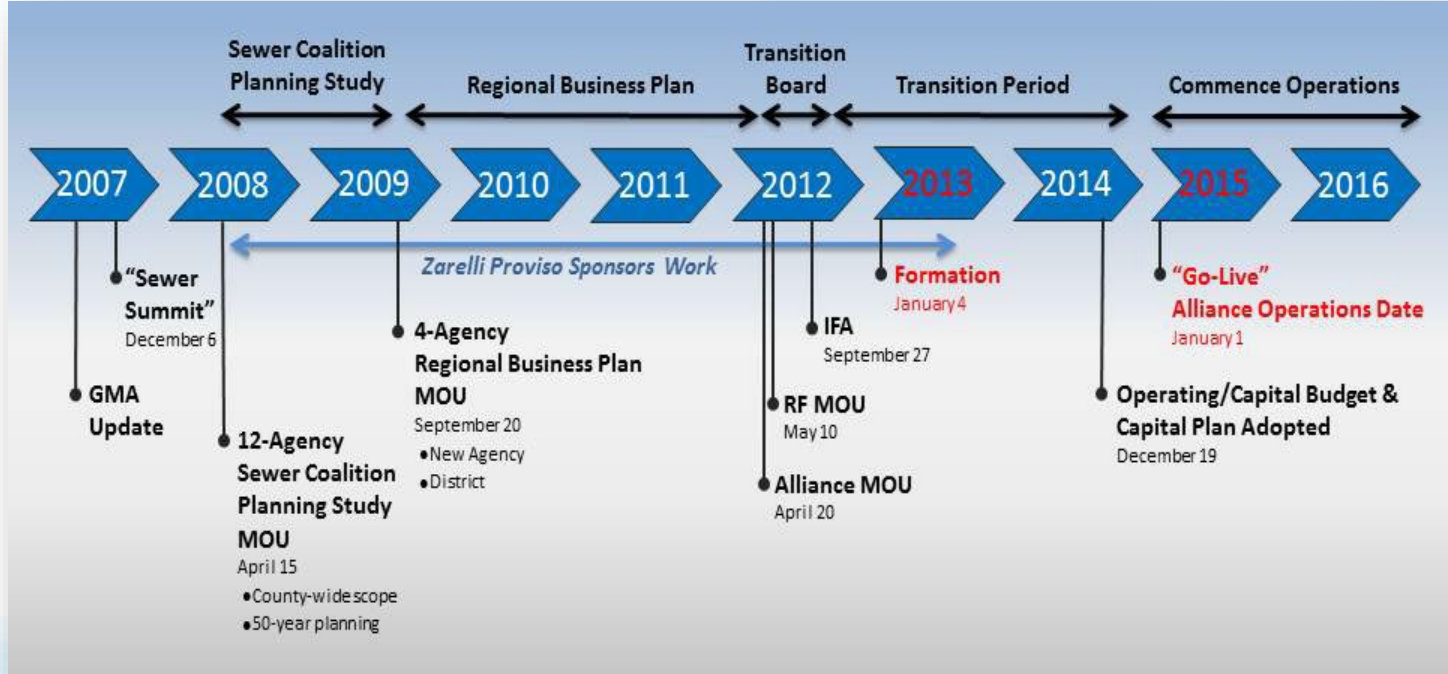 Sewer Coalition
Planning Study
Regional Business Plan
Transition
Board
Transition Period
Commence Operations
2007
2008
2009
2010
2011
2012
2013
2014
2015
2016
Zarelli Proviso Sponsors Work
"Sewer
Summit"
December 6
GMA
Update
12-Agency
Sewer Coalition
Planning Study
MOU
April 15
•County-wide scope
•50-year planning
4-Agency
Regional Business Plan
MOU
September 20
•New Agency
•District
Alliance MOU
April 20
RF MOU
May 10
IFA
September 27
Formation
January 4
Operating/Capital Budget &
Capital Plan Adopted
December 19
"Go-Live"
Alliance Operations Date
January 1